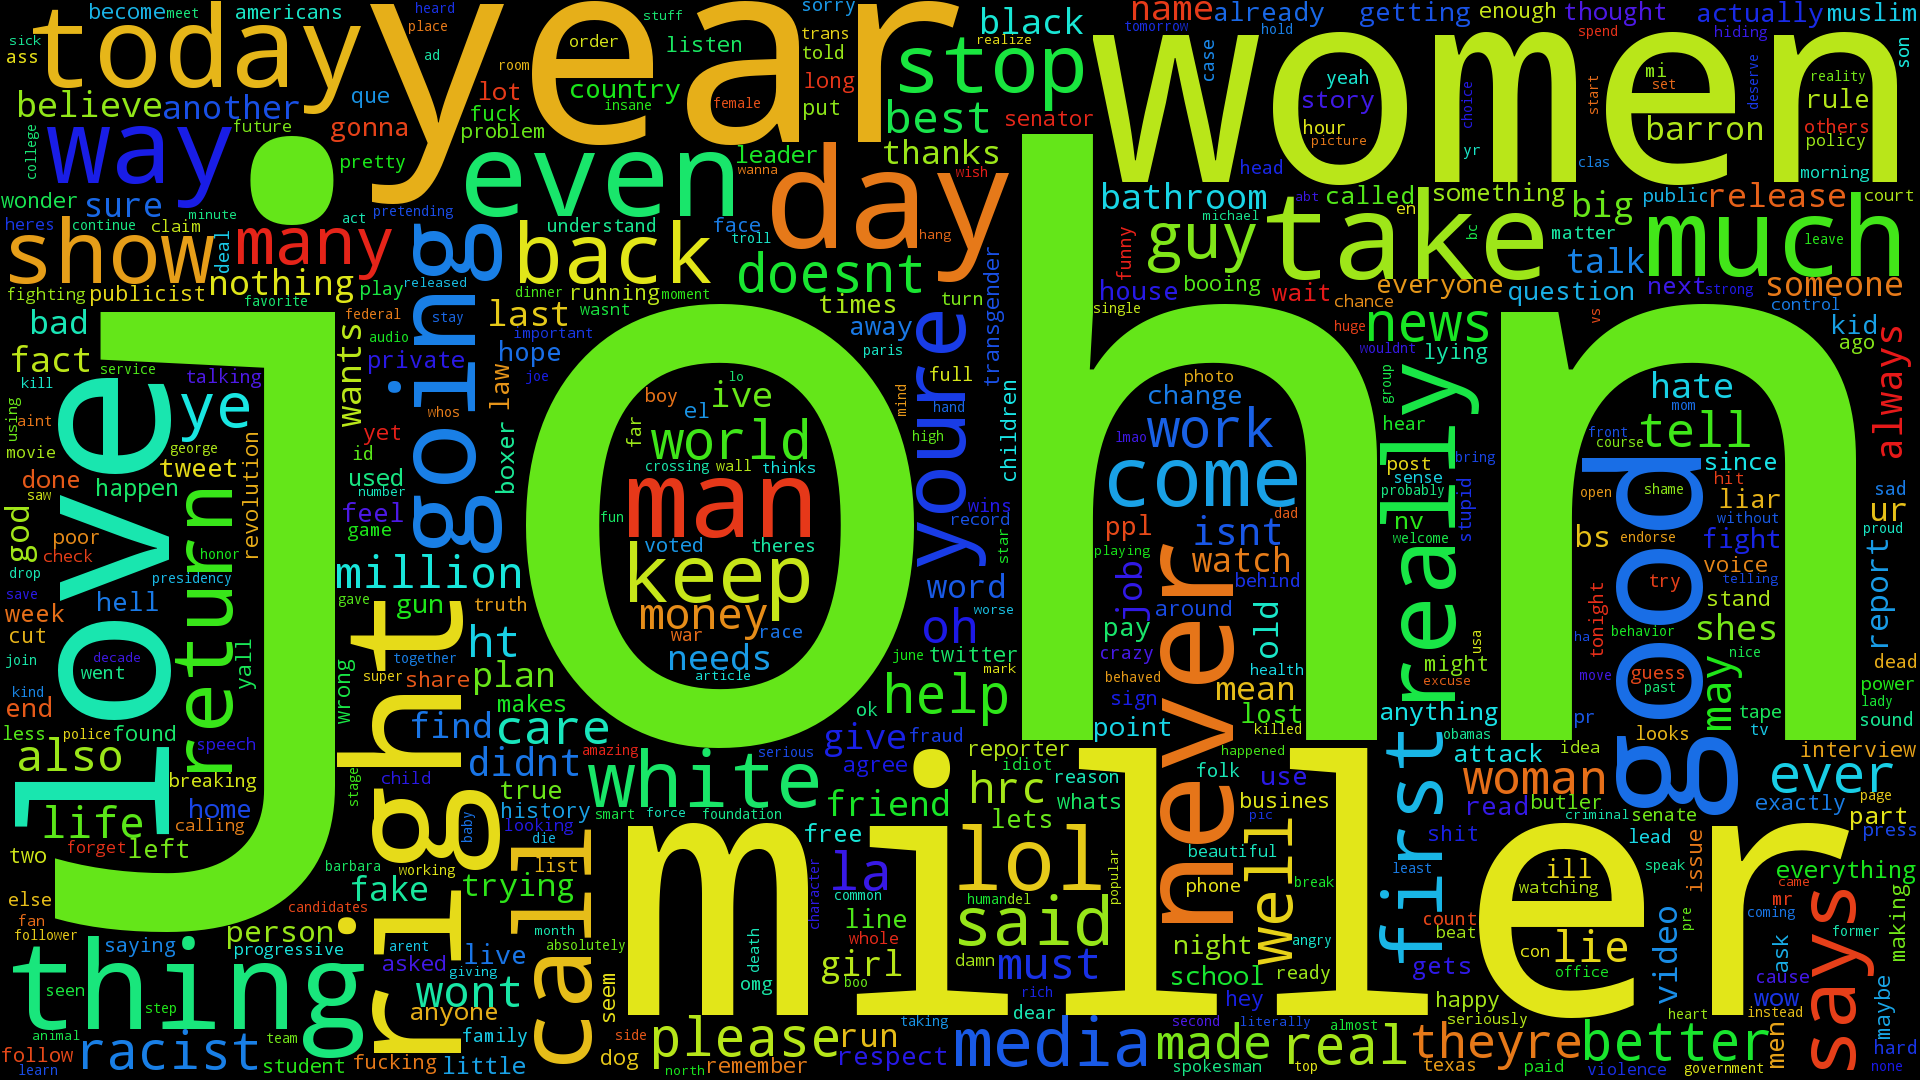 john
miller
women
year
today
day
love
right
good
way
show
thing
never
going
even
back
take
much
stop
man
keep
come
really
first
call
said
says
lol
white
youre
return
many
guy
news
work
world
money
needs
million
care
help
media
please
made
real
theyre
better
racist
well
must
la
lie
ever
woman
tell
hate
someone
always
best
doesnt
black
name
already
getting
enough
thought
actually
muslim
become
meet
americans
heard
place
stuff
sorry
trans
told
sick
ass
order
ad
room
listen
realize
tomorrow
hold
case
spend
hiding
son
believe
another
que
lot
country
insane
fuck
problem
female
long
put
senator
yeah
story
hour
picture
choice
start
mi
set
deserve
reality
rule
barron
others
policy
college
future
gonna
pretty
leader
wanna
thanks
wish
head
yr
clas
morning
wonder
sure
heres
continue
minute
claim
deal
act
pretending
understand
face
troll
hang
bathroom
michael
abt
called
en
something
bc
big
public
release
court
matter
leave
talk
fighting
publicist
nothing
favorite
play
released
dinner
running
moment
wasnt
times
turn
transgender
funny
house
booing
wait
everyone
chance
question
next
strong
control
bad
fact
service
kill
talking
wants
federal
audio
stay
private
last
important
hope
joe
away
paris
full
single
huge
vs
wouldnt
lying
kid
ago
ye
using
aint
movie
george
tweet
revolution
whos
yet
id
used
number
boxer
law
boy
el
lo
ive
far
crossing
wall
thinks
mind
hand
high
children
photo
change
lmao
group
hear
mom
front
course
since
done
saw
happen
god
poor
check
honor
drop
presidency
feel
game
fun
voted
theres
wins
record
star
ppl
isnt
dad
watch
playing
post
sense
probably
nv
welcome
stupid
bring
open
shame
hit
liar
sad
ur
bs
endorse
without
proud
fight
save
week
hell
gave
gun
truth
war
race
word
worse
job
behind
around
old
voice
try
telling
stand
report
cut
join
decade
went
yall
ht
together
super
share
plan
article
oh
june
twitter
mark
pay
crazy
behaved
health
usa
might
excuse
ha
tonight
behavior
shes
nice
guess
move
past
may
dead
kind
end
wrong
find
makes
ok
sign
mean
lost
power
lady
less
police
found
speech
also
breaking
didnt
amazing
serious
give
fraud
reporter
point
killed
anything
obamas
pr
looks
tape
tv
sound
home
calling
life
forget
left
stage
child
true
history
agree
idiot
happened
folk
reason
use
attack
idea
interview
two
barbara
baby
looking
smart
force
foundation
friend
hrc
whats
lets
busines
pic
read
butler
criminal
senate
exactly
page
part
press
else
fan
follower
candidates
fake
working
die
list
trying
free
character
common
humandel
popular
beautiful
phone
break
shit
lead
least
speak
issue
everything
ill
watching
person
saying
progressive
arent
asked
live
month
absolutely
line
whole
girl
boo
damn
night
angry
count
beat
gets
con
office
pre
video
mr
came
coming
former
making
seen
step
giving
wont
anyone
seem
death
omg
school
ready
hey
rich
dear
happy
seriously
ask
cause
wow
instead
maybe
heart
animal
team
family
follow
learn
student
fucking
little
side
dog
north
remember
run
taking
respect
second
literally
spokesman
top
almost
texas
paid
violence
government
men
hard
none